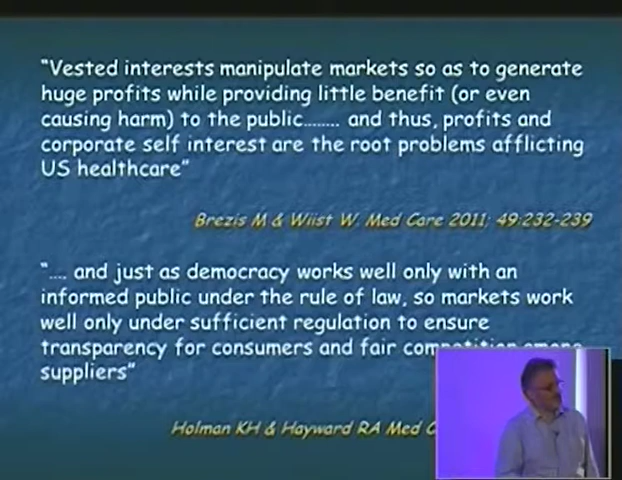 “Vested interests manipulate markets so as to generate
huge profits while providing little benefit (or even
causing harm) to the public........ and thus, profits and
corporate self interest are the root problems afflicting
US healthcare”
Brezis M & Wiist W. Med Care 2011; 49:232-239
“.... and just as democracy works well only with an
informed public under the rule of law, so markets work
well only under sufficient regulation to ensure
transparency for consumers and fair competition among
suppliers”
Holman KH & Hayward RA Med